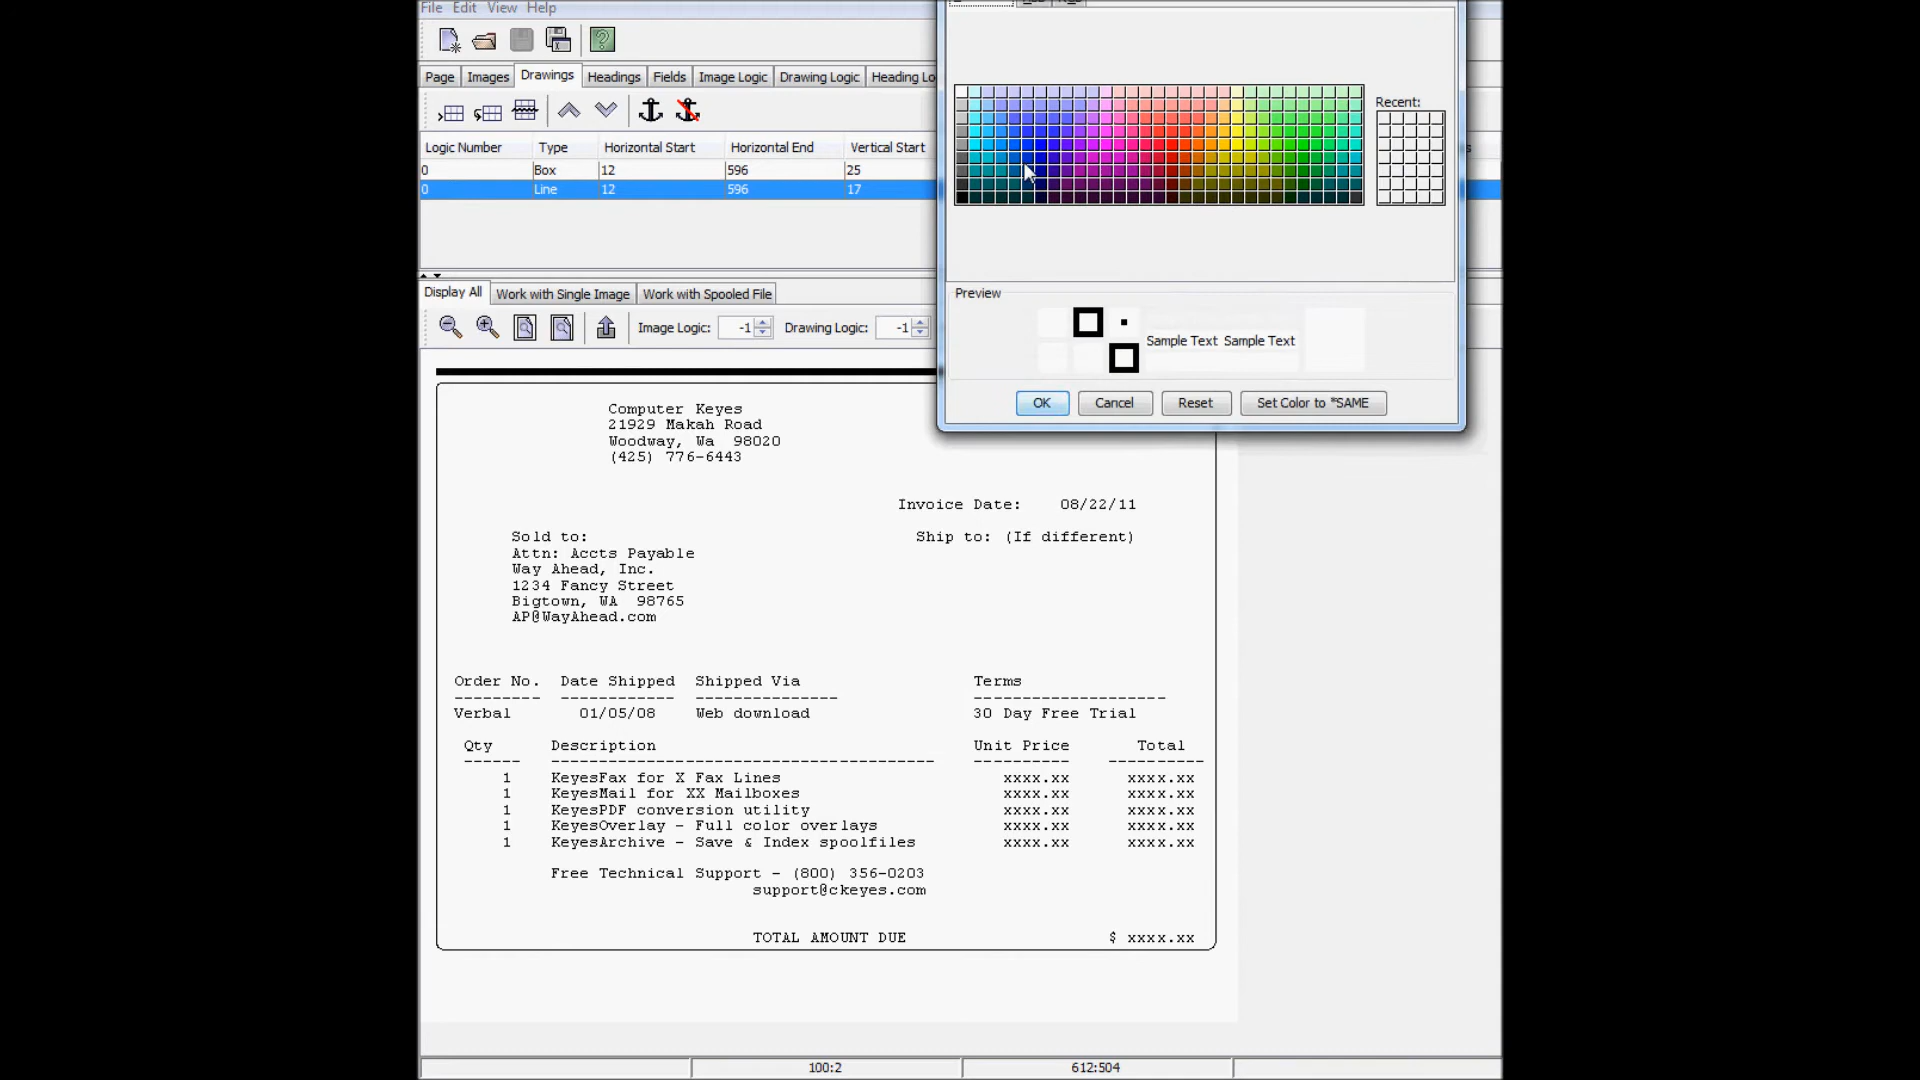 File Edit View Help
Page Images Drawings Headings Fields Image Logic Drawing Logic Heading Lo
Logic Number Type Horizontal Start Horizontal End Vertical Start
0 Box 12 596 25
0 Line 12 596 17
Recent:
Preview
Sample Text Sample Text
OK Cancel Reset Set Color to *SAME
Display All Work with Single Image Work with Spooled File
Image Logic: -1 Drawing Logic: -1
Computer Keyes
21929 Makah Road
Woodway, Wa 98020
(425) 776-6443
Invoice Date: 08/22/11
Sold to: Ship to: (If different)
Attn: Accts Payable
Way Ahead, Inc.
1234 Fancy Street
Bigtown, WA 98765
AP@WayAhead.com
Order No. Date Shipped Shipped Via Terms
--------- ------------ --------------- --------------------
Verbal 01/05/08 Web download 30 Day Free Trial
Qty Description Unit Price Total
------ ---------------------------------------- ---------- ----------
1 KeyesFax for X Fax Lines xxxx.xx xxxx.xx
1 KeyesMail for XX Mailboxes xxxx.xx xxxx.xx
1 KeyesPDF conversion utility xxxx.xx xxxx.xx
1 KeyesOverlay - Full color overlays xxxx.xx xxxx.xx
1 KeyesArchive - Save & Index spoolfiles xxxx.xx xxxx.xx
Free Technical Support - (800) 356-0203
support@ckeyes.com
TOTAL AMOUNT DUE $ xxxx.xx
100:2 612:504